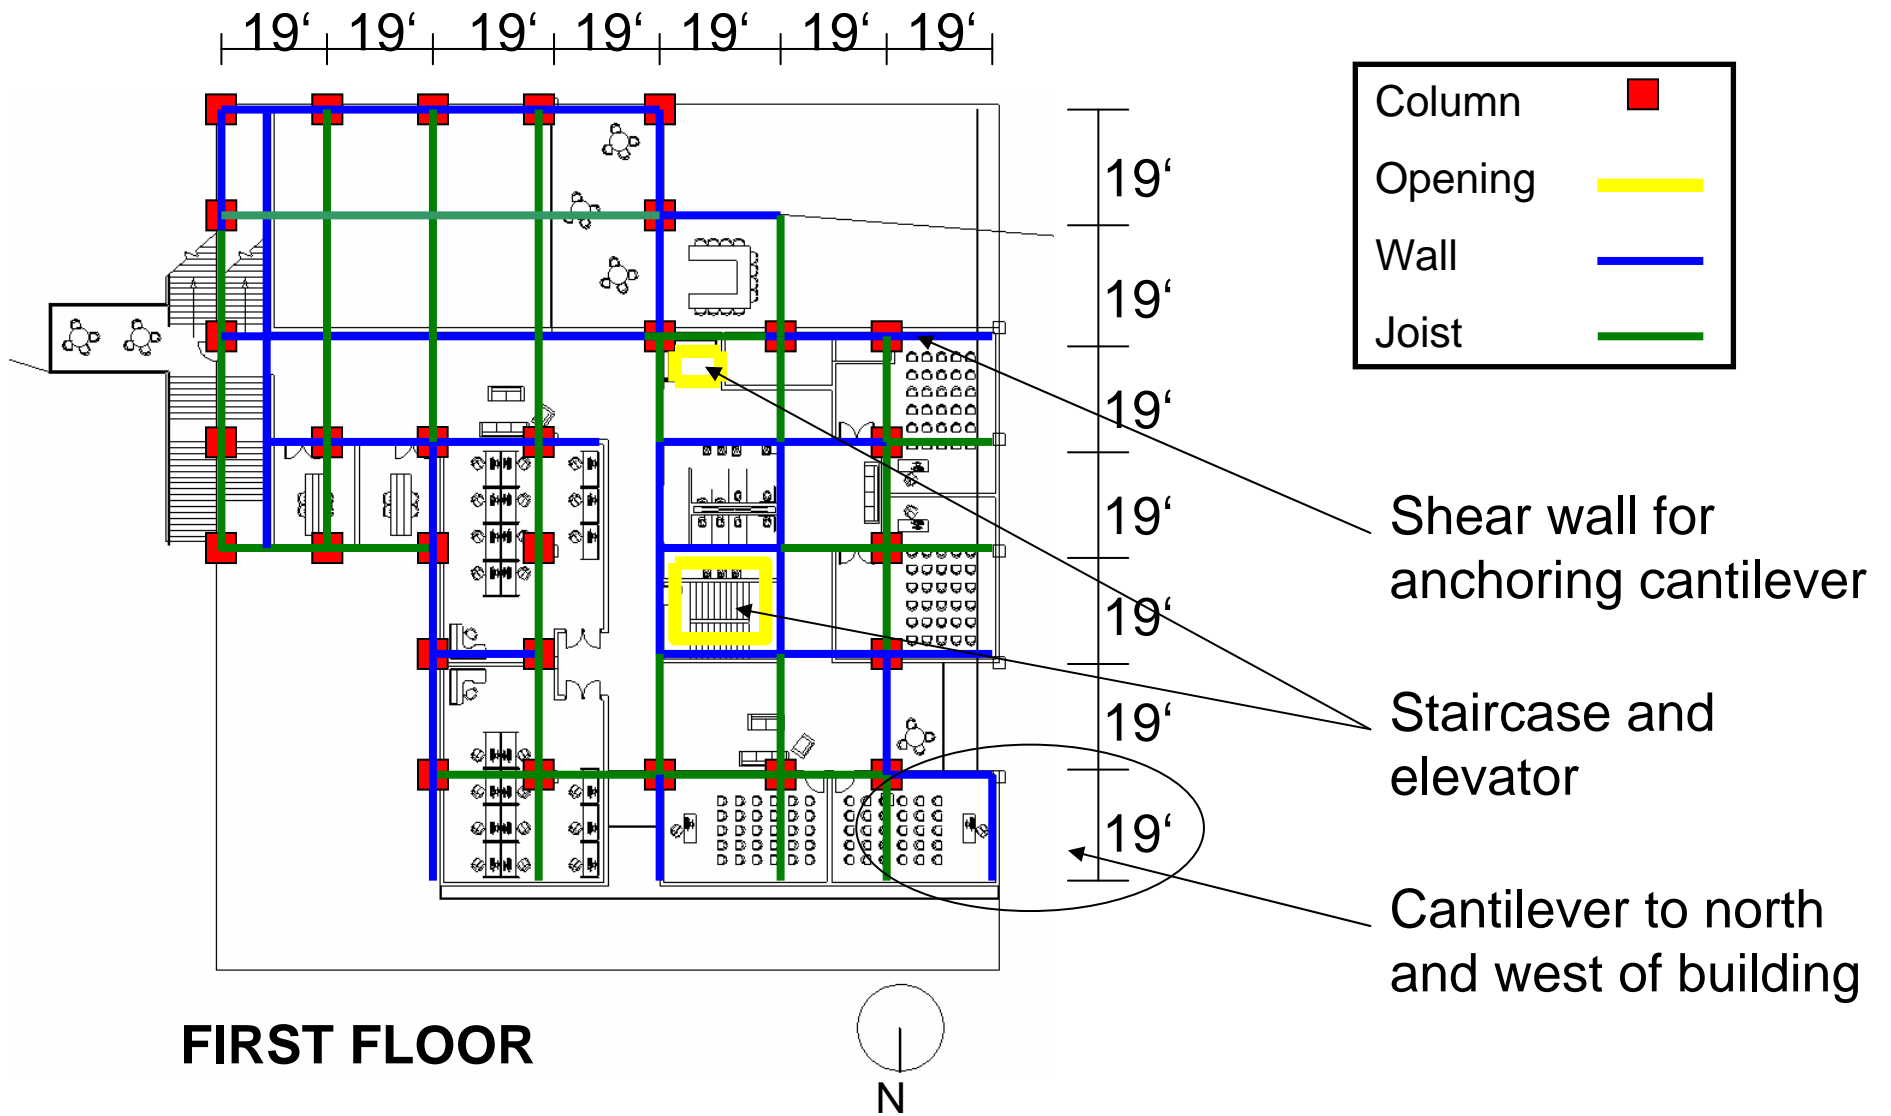 19‘ 19‘ 19‘ 19‘ 19‘ 19‘ 19‘
Column
Opening
Wall
Joist
19‘
19‘
19‘
19‘
19‘
19‘
19‘
Shear wall for
anchoring cantilever
Staircase and
elevator
Cantilever to north
and west of building
FIRST FLOOR
N